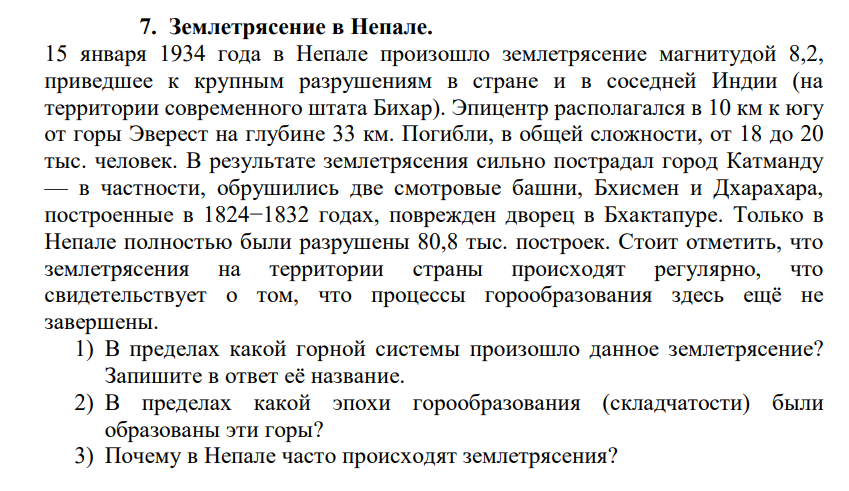 7. Землетрясение в Непале.
15 января 1934 года в Непале произошло землетрясение магнитудой 8,2,
приведшее к крупным разрушениям в стране и в соседней Индии (на
территории современного штата Бихар). Эпицентр располагался в 10 км к югу
от горы Эверест на глубине 33 км. Погибли, в общей сложности, от 18 до 20
тыс. человек. В результате землетрясения сильно пострадал город Катманду
— в частности, обрушились две смотровые башни, Бхисмен и Дхарахара,
построенные в 1824−1832 годах, поврежден дворец в Бхактапуре. Только в
Непале полностью были разрушены 80,8 тыс. построек. Стоит отметить, что
землетрясения на территории страны происходят регулярно, что
свидетельствует о том, что процессы горообразования здесь ещё не
завершены.
1) В пределах какой горной системы произошло данное землетрясение?
Запишите в ответ её название.
2) В пределах какой эпохи горообразования (складчатости) были
образованы эти горы?
3) Почему в Непале часто происходят землетрясения?